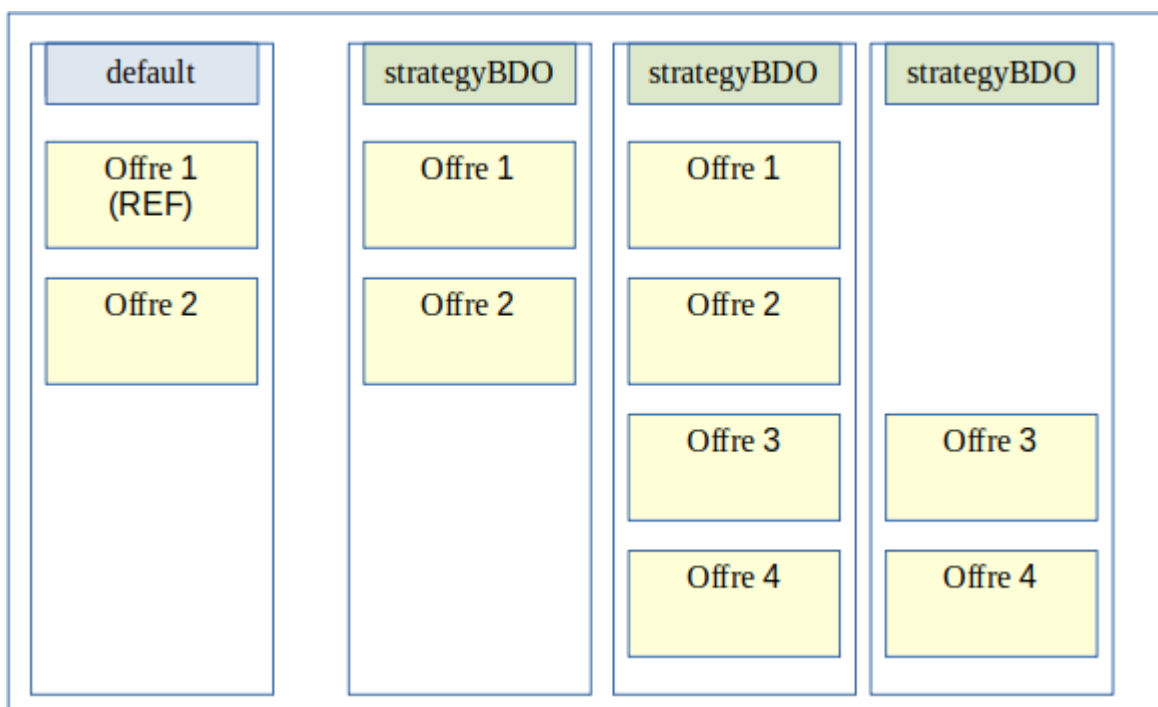 default
Offre 1
(REF)
Offre 2
strategyBDO
Offre 1
Offre 2
strategyBDO
Offre 1
Offre 2
Offre 3
Offre 4
strategyBDO
Offre 3
Offre 4